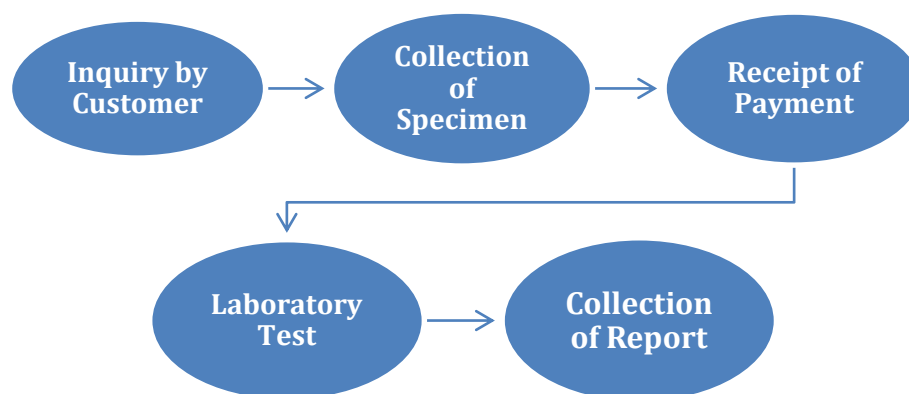 Inquiry by
Customer
Collection
of
Specimen
Receipt of
Payment
Laboratory
Test
Collection
of Report